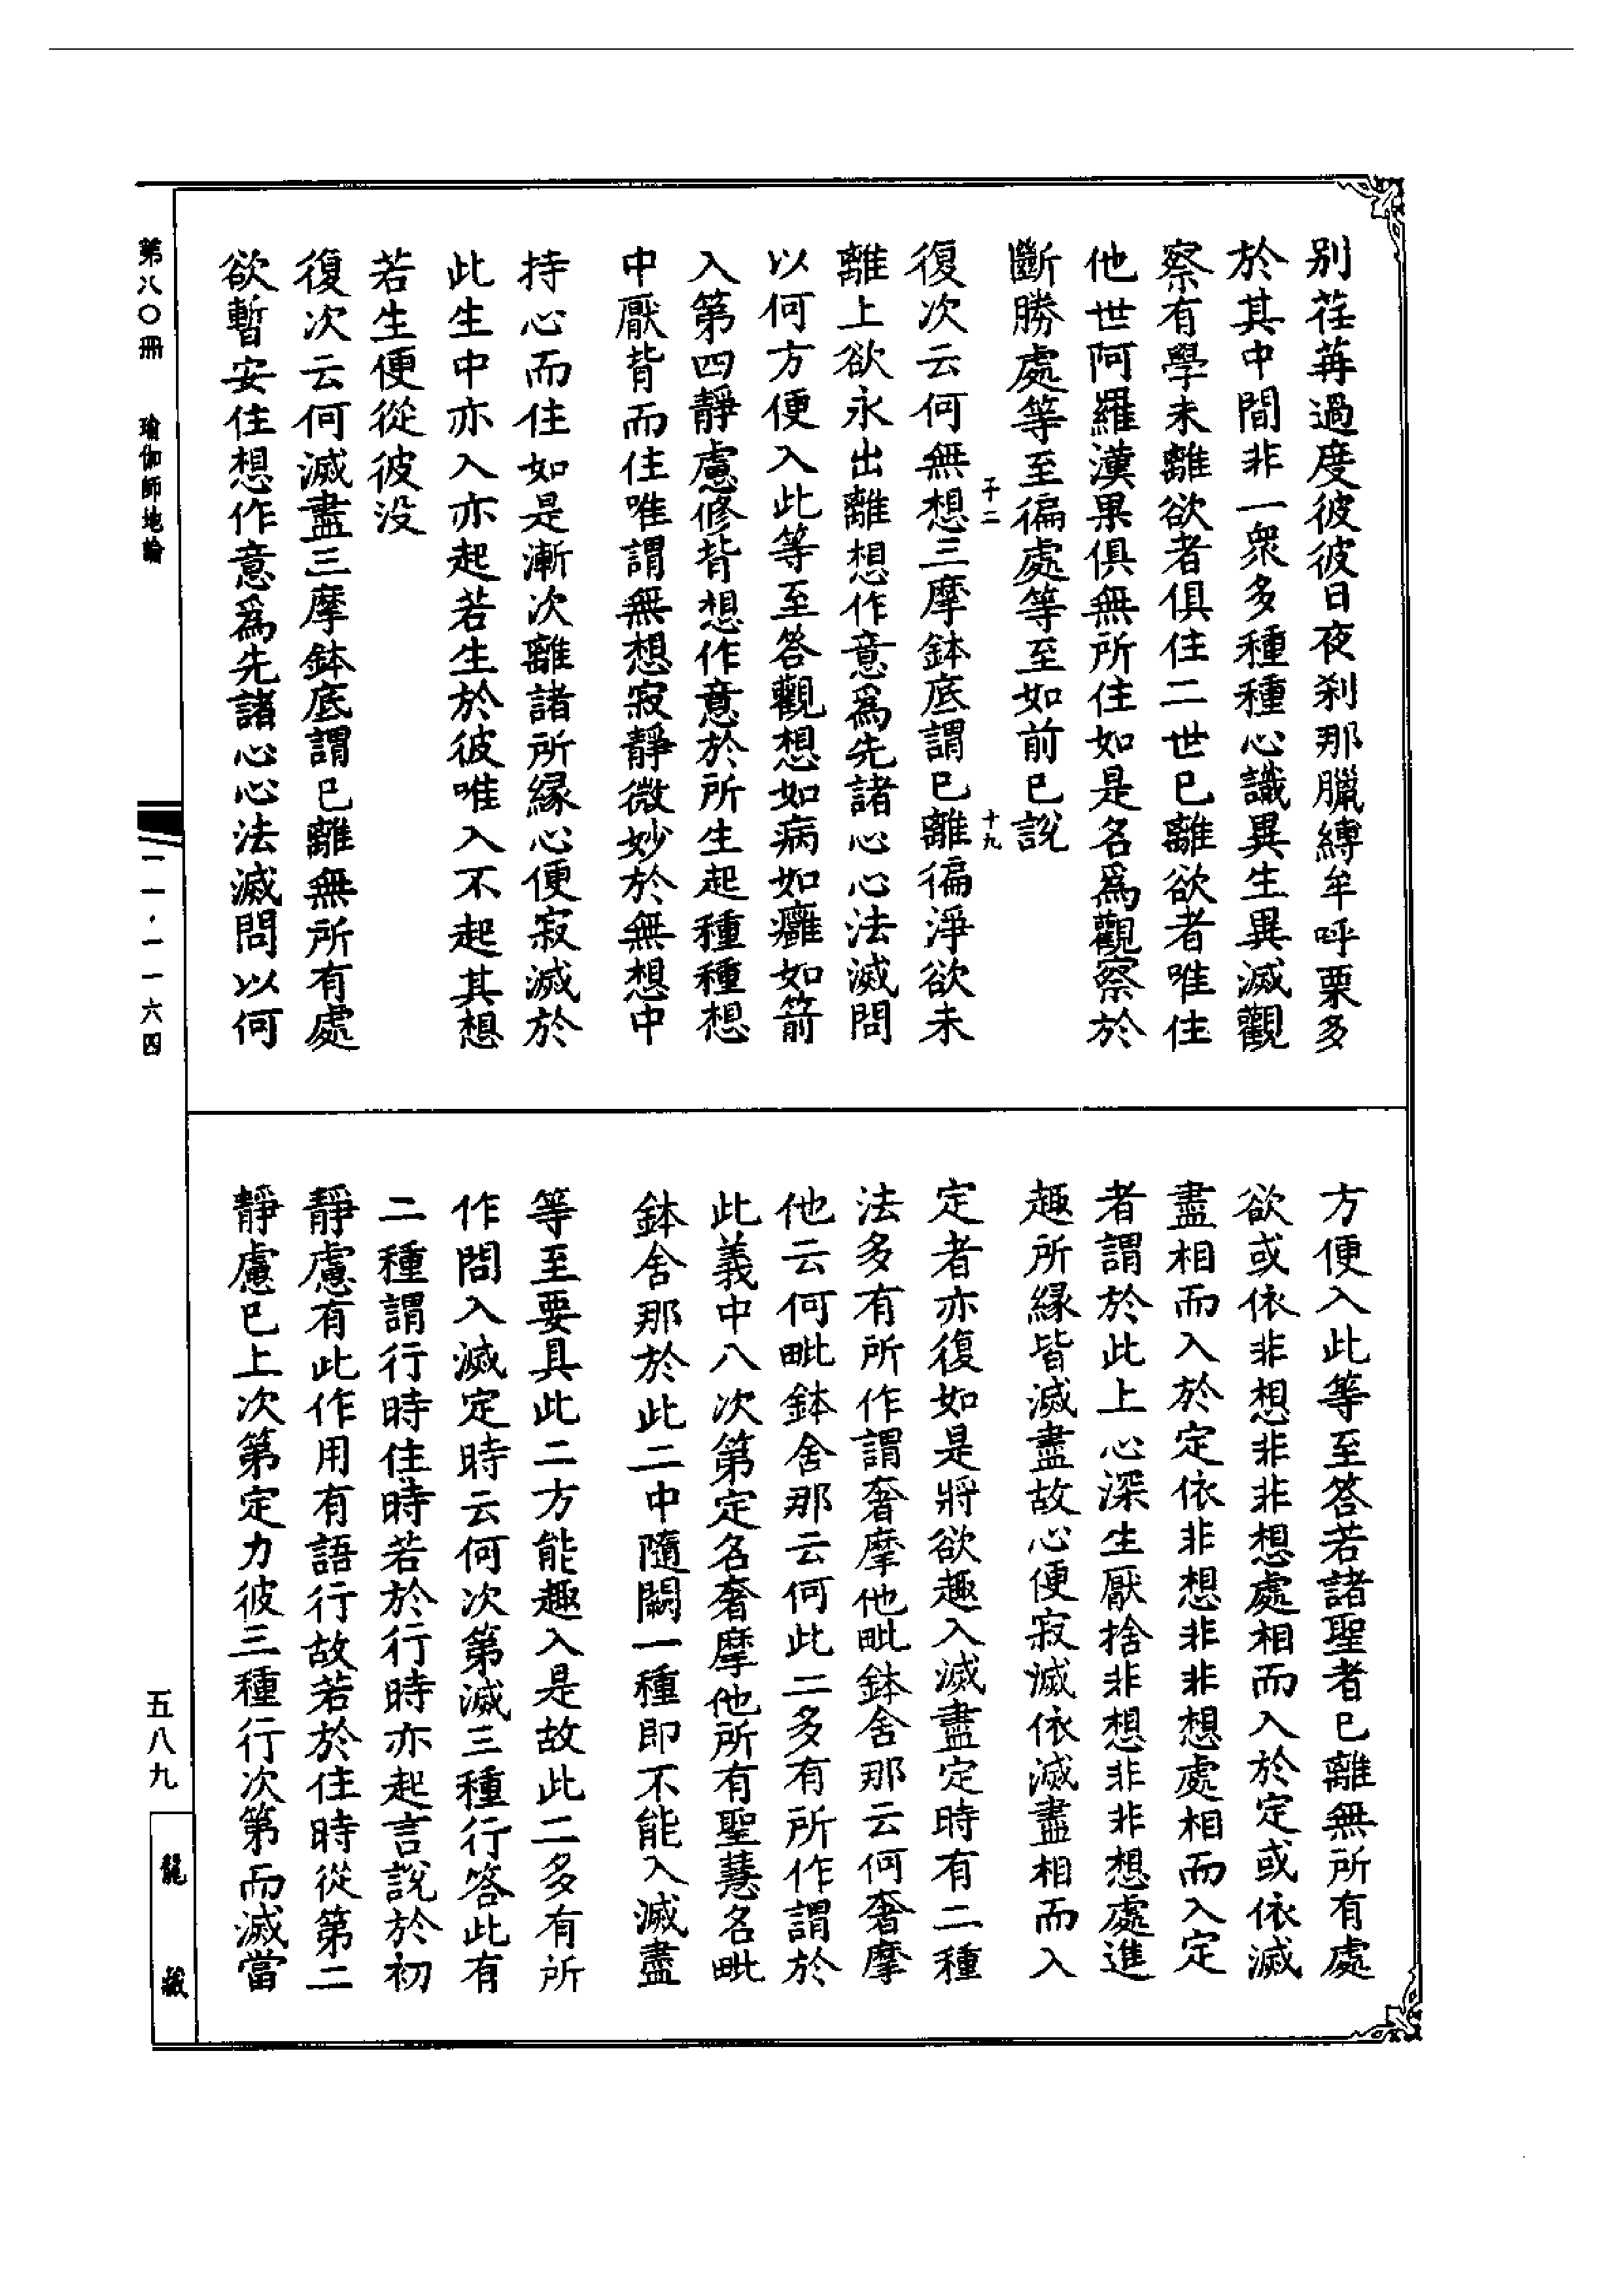 别荏苒過度彼彼日夜刹那臘縛牟呼栗多
於其中間非一衆多種種心識異生異滅觀
察有學未離欲者俱住二世已離欲者唯住
他世阿羅漢果俱無所住如是名爲觀察於
斷勝處等至徧處等至如前已說
十九
復次云何無想三摩鉢底謂已離徧淨欲未
離上欲永出離想作意爲先諸心心法滅問
以何方便入此等至答觀想如病如癰如箭
入第四靜慮修背想作意於所生起種種想
中厭背而住唯謂無想寂靜微妙於無想中
持心而住如是漸次離諸所緣心便寂滅於
此生中亦入亦起若生於彼唯入不起其想
若生便從彼没
復次云何滅盡三摩鉢底謂已離無所有處
欲暫安住想作意爲先諸心心法滅問以何
方便入此等至答若諸聖者已離無所有處
欲或依非想非非想處相而入於定或依滅
盡相而入於定依非想非非想處相而入定
者謂於此上心深生厭捨非想非非想處進
趣所緣皆滅盡故心便寂滅依滅盡相而入
定者亦復如是將欲趣入滅盡定時有二種
法多有所作謂奢摩他毗鉢舍那云何奢摩
他云何毗鉢舍那云何此二多有所作謂於
此義中八次第定名奢摩他所有聖慧名毗
鉢舍那於此二中隨闕一種即不能入滅盡
等至要具此二方能趣入是故此二多有所
作問入滅定時云何次第滅三種行答此有
二種謂行時住時若於行時亦起言說於初
靜慮有此作用有語行故若於住時從第二
靜慮已上次第定力彼三種行次第而滅當
第八〇冊 瑜伽師地論
一一·一一六四
五八九
龍藏